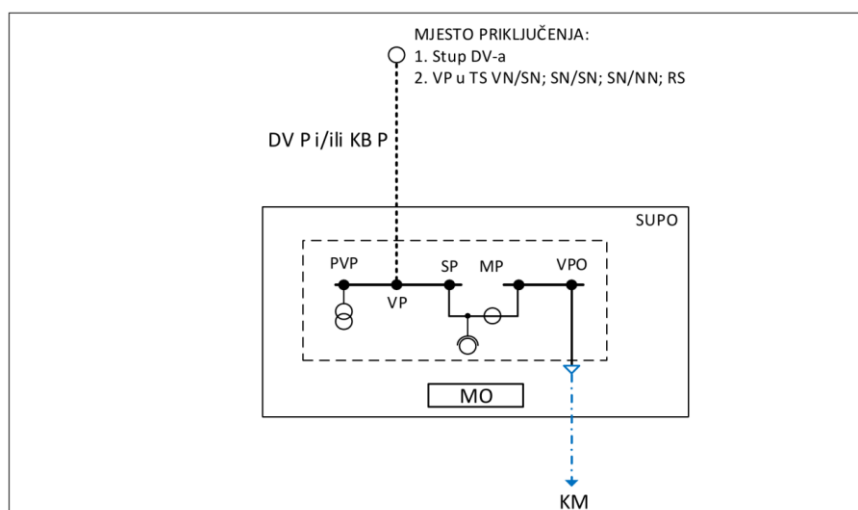 MJESTO PRIKLJUČENJA:
1. Stup DV-a
2. VP u TS VN/SN; SN/SN; SN/NN; RS
DV P i/ili KB P
SUPO
PVP
SP
MP
VPO
VP
MO
KM